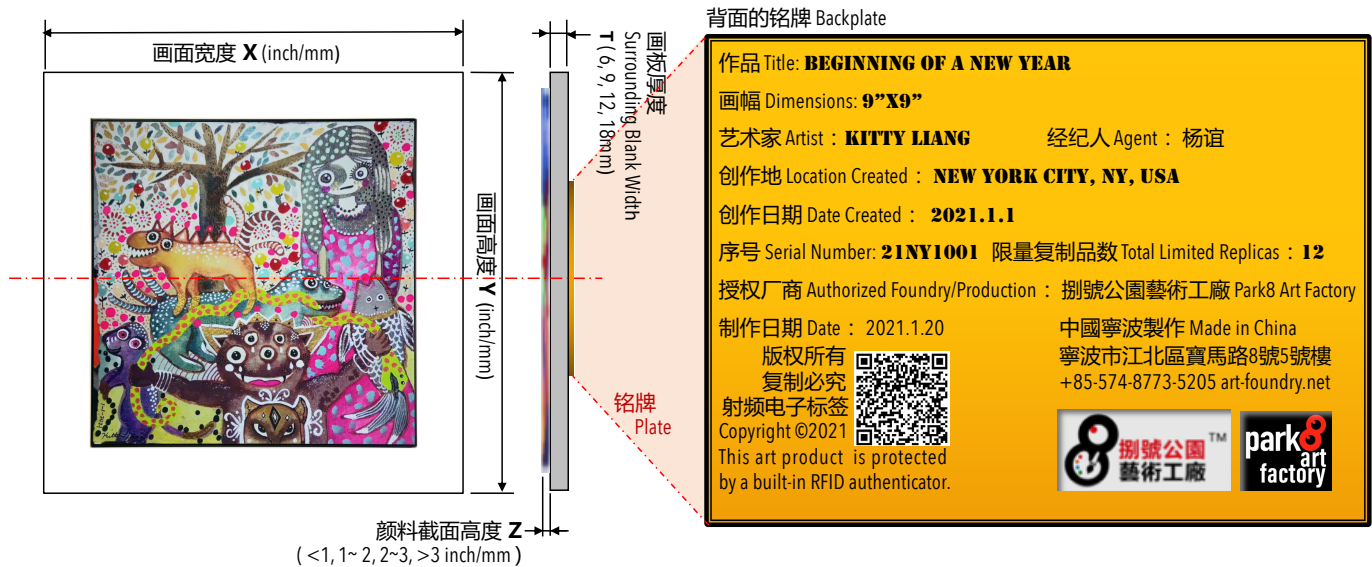 画面宽度 X (inch/mm)
画面高度 Y (inch/mm)
画板厚度
Surrounding Blank Width
T ( 6, 9, 12, 18mm)
铭牌
Plate
颜料截面高度 Z
( <1, 1~ 2, 2~3, >3 inch/mm )
背面的铭牌 Backplate
作品 Title: BEGINNING OF A NEW YEAR
画幅 Dimensions: 9”X9”
艺术家 Artist : KITTY LIANG 经纪人 Agent : 杨谊
创作地 Location Created : NEW YORK CITY, NY, USA
创作日期 Date Created : 2021.1.1
序号 Serial Number: 21NY1001 限量复制品数 Total Limited Replicas : 12
授权厂商 Authorized Foundry/Production : 捌號公園藝術工廠 Park8 Art Factory
制作日期 Date : 2021.1.20
版权所有
复制必究
射频电子标签
Copyright ©2021
This art product is protected
by a built-in RFID authenticator.
中國寧波製作 Made in China
寧波市江北區寶馬路8號5號樓
+85-574-8773-5205 art-foundry.net
8 捌號公園 TM
藝術工廠
park8
art
factory